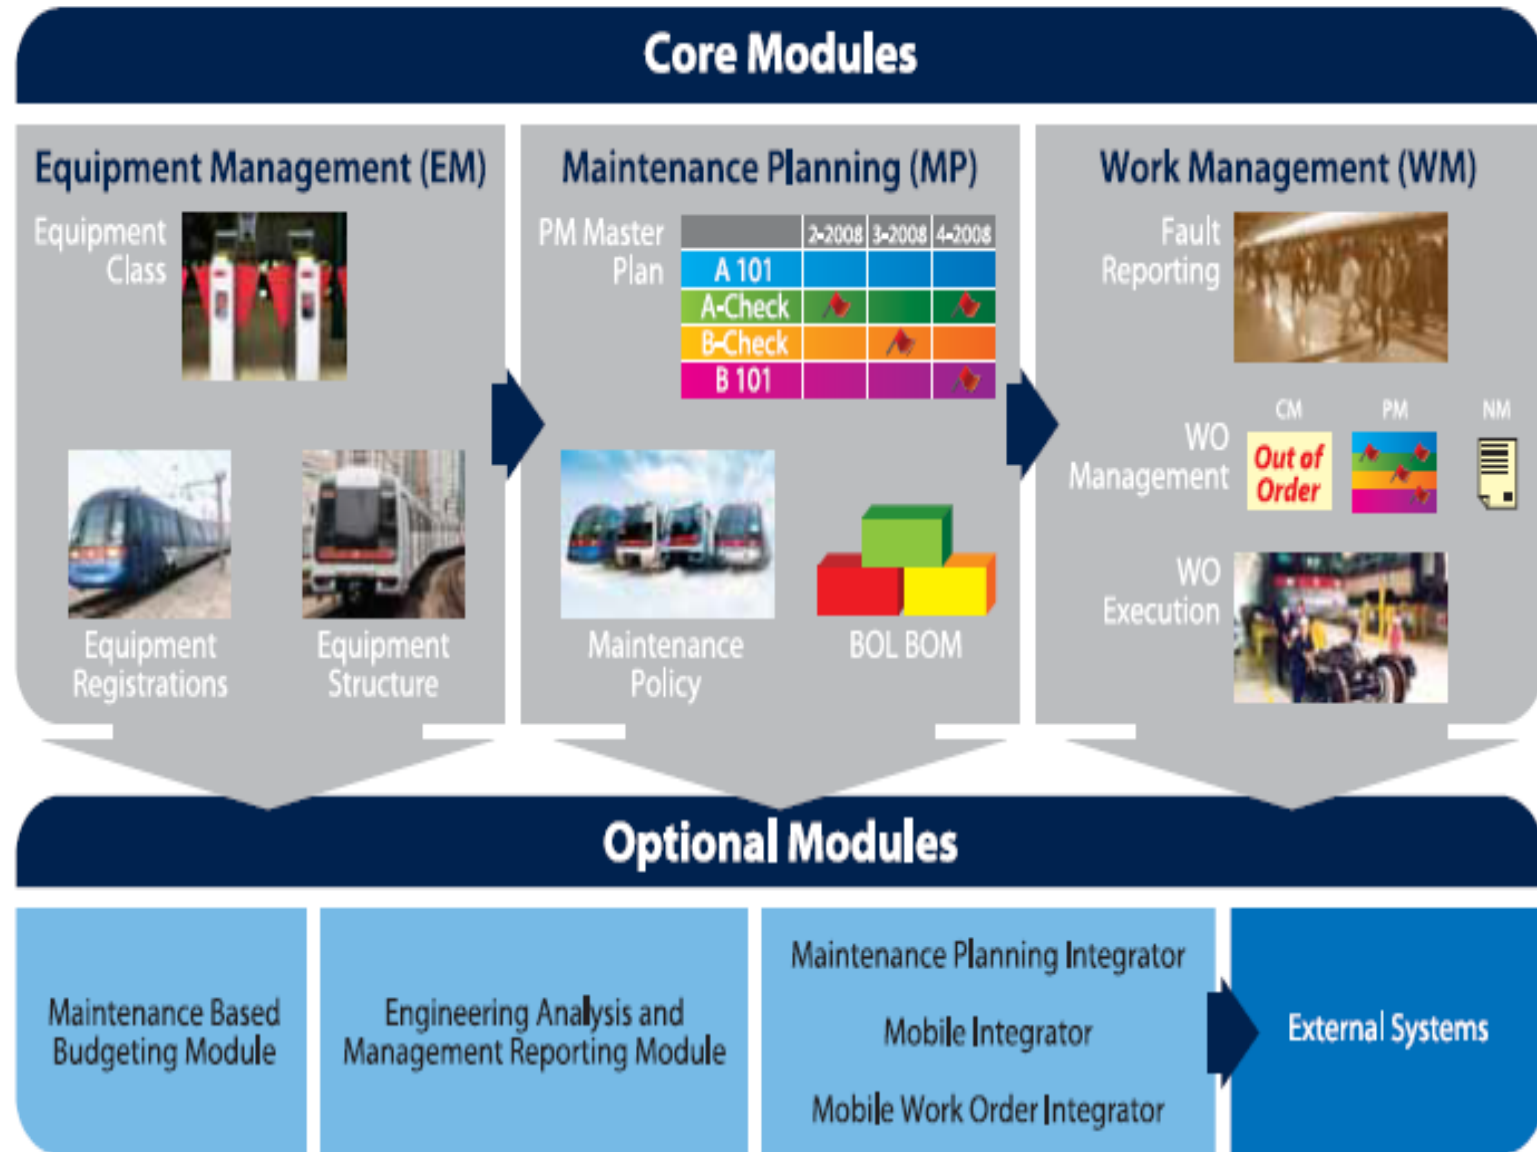 Core Modules
Equipment Management (EM)
Equipment
Class
Equipment
Registrations
Equipment
Structure
Maintenance Planning (MP)
PM Master
Plan
2-2008 3-2008 4-2008
A 101
A-Check
B-Check
B 101
Maintenance
Policy
BOL BOM
Work Management (WM)
Fault
Reporting
WO
Management
CM PM NM
Out of
Order
WO
Execution
Optional Modules
Maintenance Based
Budgeting Module
Engineering Analysis and
Management Reporting Module
Maintenance Planning Integrator
Mobile Integrator
Mobile Work Order Integrator
External Systems